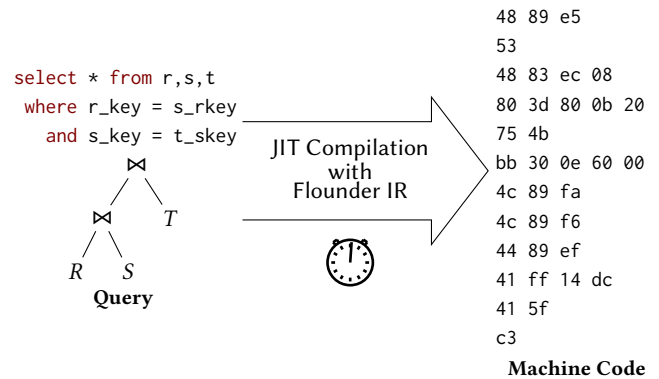 select * from r,s,t
where r_key = s_rkey
and s_key = t_skey
⋈
⋈
T
R
S
Query
JIT Compilation
with
Flounder IR
48 89 e5
53
48 83 ec 08
80 3d 80 0b 20
75 4b
bb 30 0e 60 00
4c 89 fa
4c 89 f6
44 89 ef
41 ff 14 dc
41 5f
c3
Machine Code